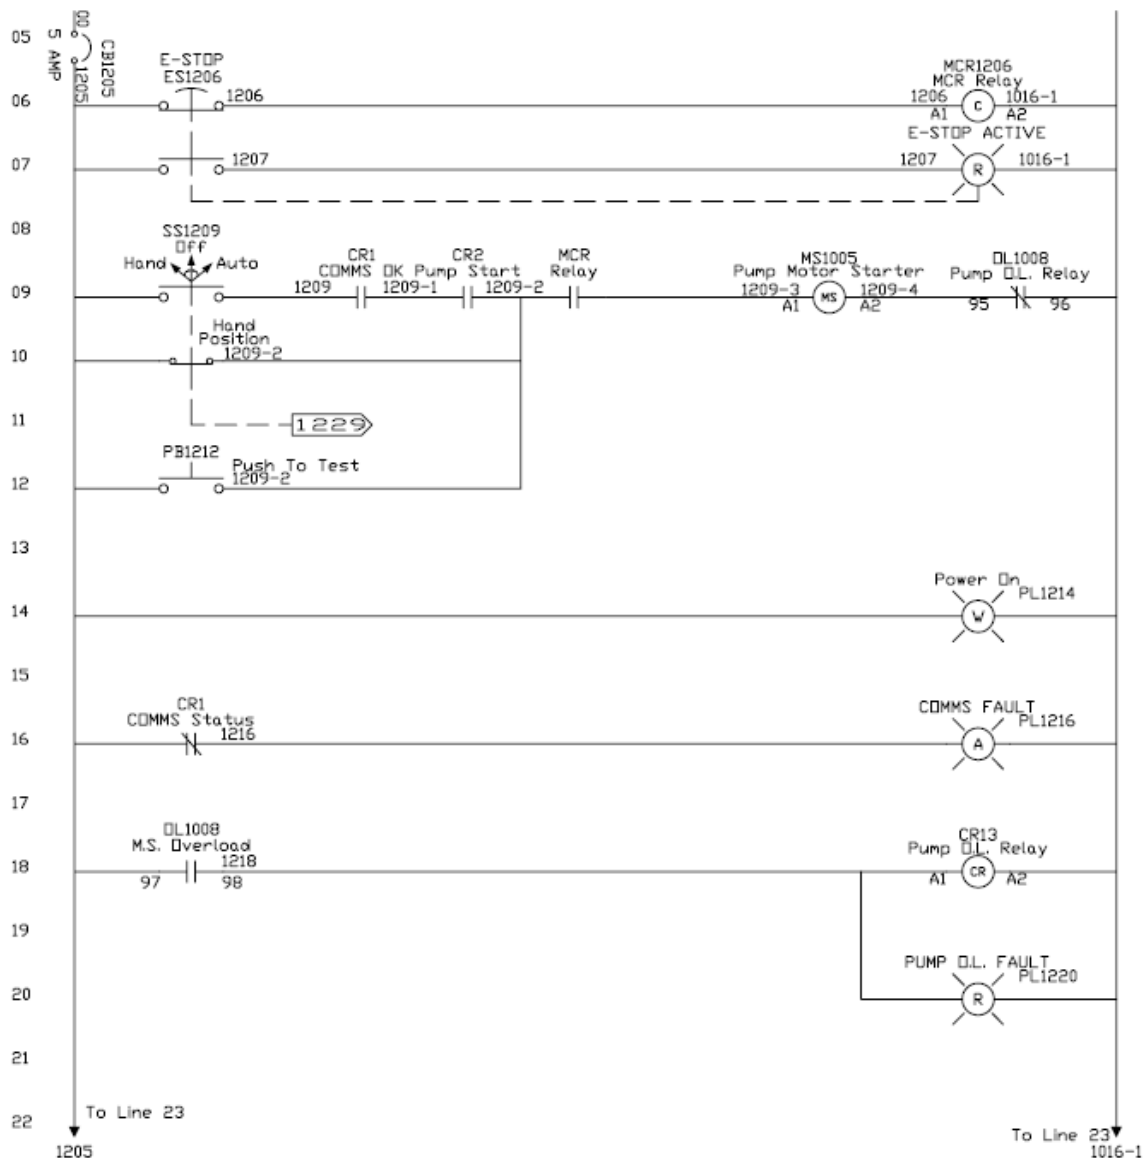 05
00
5 AMP
CB1205
1205
E-STOP
ES1206
1206
MCR1206
MCR Relay
06
1206
C
1016-1
A1
A2
E-STOP ACTIVE
07
1207
1207
R
1016-1
08
SS1209
Off
Hand
Auto
CR1
COMMS OK
CR2
Pump Start
MCR
Relay
MS1005
Pump Motor Starter
OL1008
Pump O.L. Relay
09
1209
1209-1
1209-2
1209-3
MS
1209-4
A1
A2
95
96
Hand
Position
10
1209-2
11
1229
PB1212
Push To Test
12
1209-2
13
Power On
14
W
PL1214
15
CR1
COMMS Status
1216
COMMS FAULT
PL1216
16
A
17
OL1008
M.S. Overload
1218
CR13
Pump O.L. Relay
18
97
98
A1
CR
A2
19
PUMP O.L. FAULT
PL1220
20
R
21
22
To Line 23
1205
To Line 23
1016-1